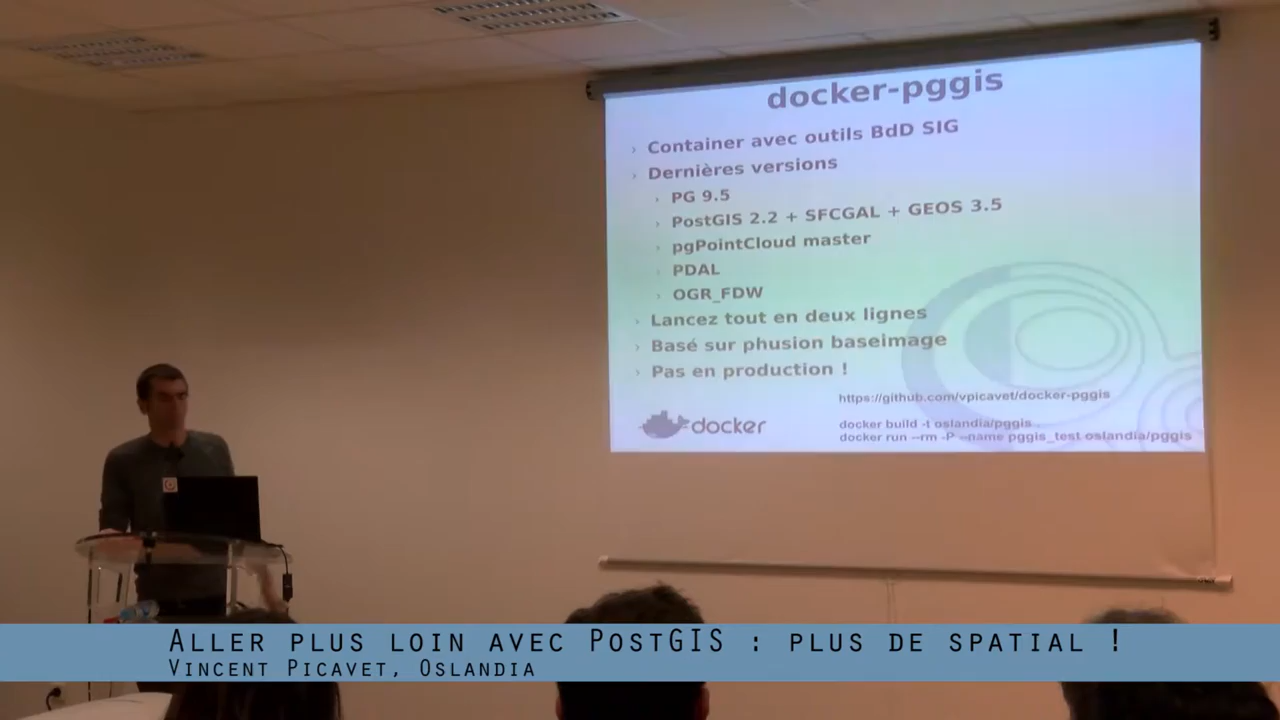 docker-pggis
› Container avec outils BdD SIG
› Dernières versions
› PG 9.5
› PostGIS 2.2 + SFCGAL + GEOS 3.5
› pgPointCloud master
› PDAL
› OGR_FDW
› Lancez tout en deux lignes
› Basé sur phusion baseimage
› Pas en production !
https://github.com/vpicavet/docker-pggis
docker
docker build -t oslandia/pggis .
docker run --rm -P --name pggis_test oslandia/pggis
Aller plus loin avec PostGIS : plus de spatial !
Vincent Picavet, Oslandia